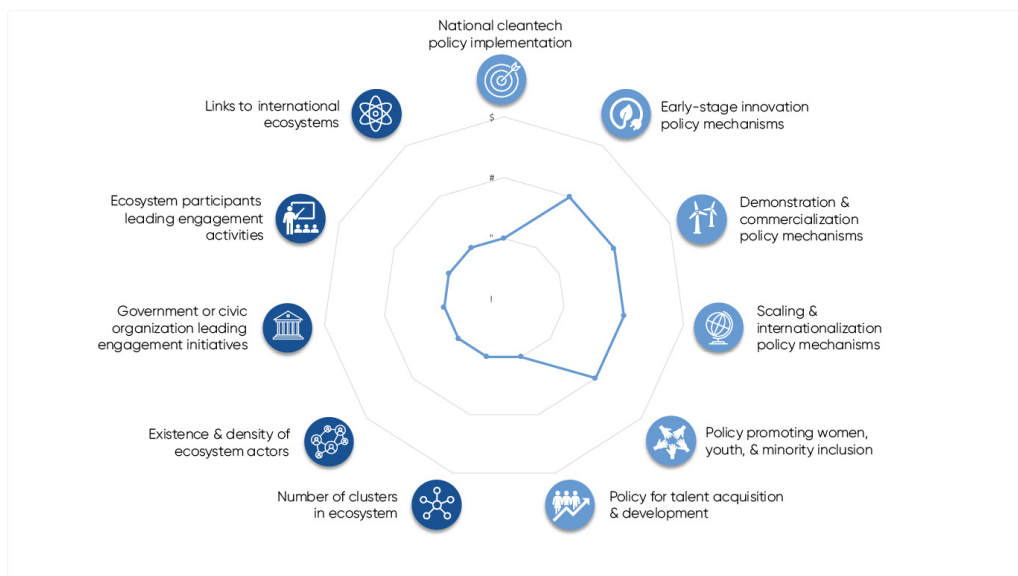 National cleantech
policy implementation
Links to international
ecosystems
Early-stage innovation
policy mechanisms
$
#
Ecosystem participants
leading engagement
activities
Demonstration &
commercialization
policy mechanisms
"
!
Government or civic
organization leading
engagement initiatives
Scaling &
internationalization
policy mechanisms
Existence & density of
ecosystem actors
Policy promoting women,
youth, & minority inclusion
Number of clusters
in ecosystem
Policy for talent acquisition
& development